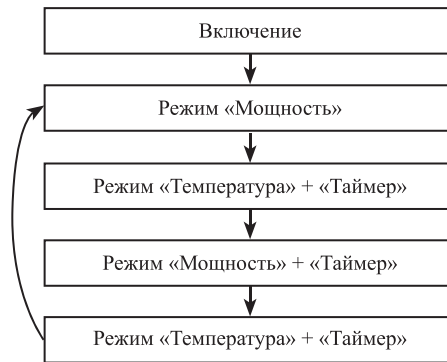 Включение
Режим «Мощность»
Режим «Температура» + «Таймер»
Режим «Мощность» + «Таймер»
Режим «Температура» + «Таймер»